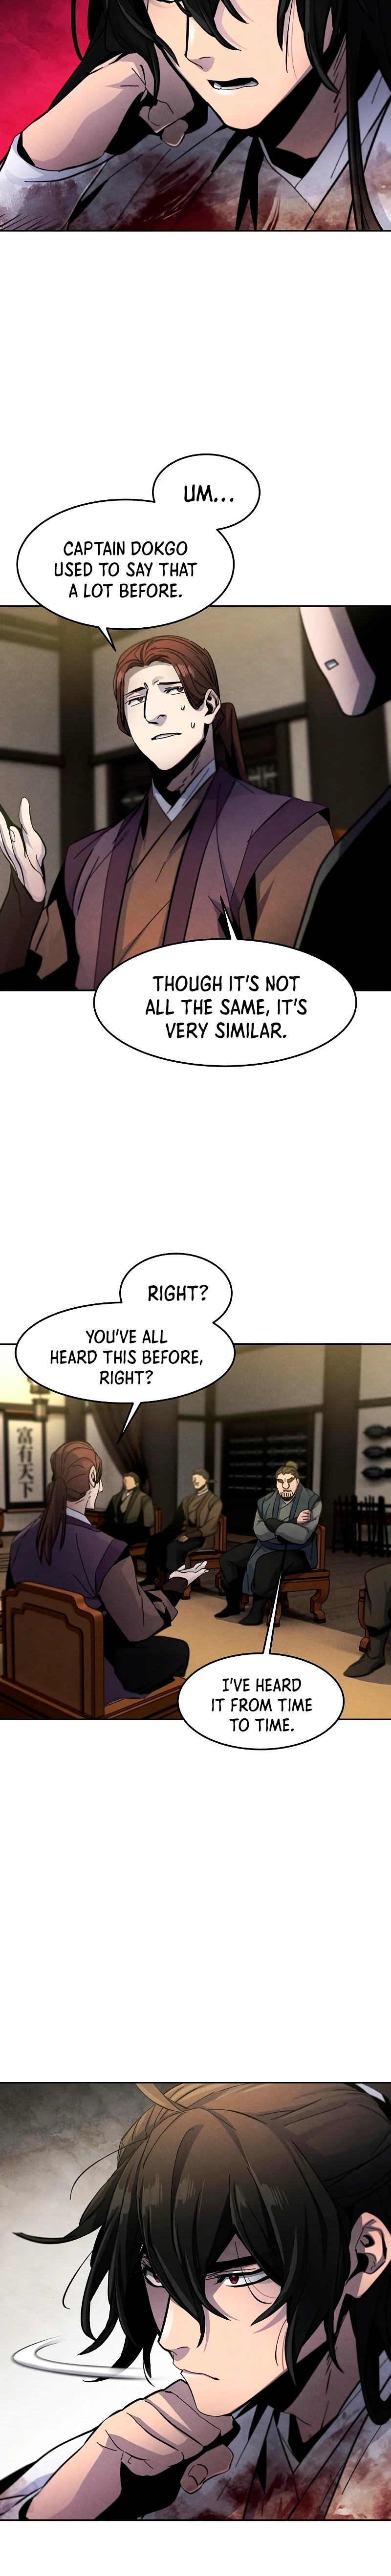 UM...
CAPTAIN DOKGO
USED TO SAY THAT
A LOT BEFORE.
THOUGH IT'S NOT
ALL THE SAME, IT'S
VERY SIMILAR.
RIGHT?
YOU'VE ALL
HEARD THIS BEFORE,
RIGHT?
富有天下
I'VE HEARD
IT FROM TIME
TO TIME.